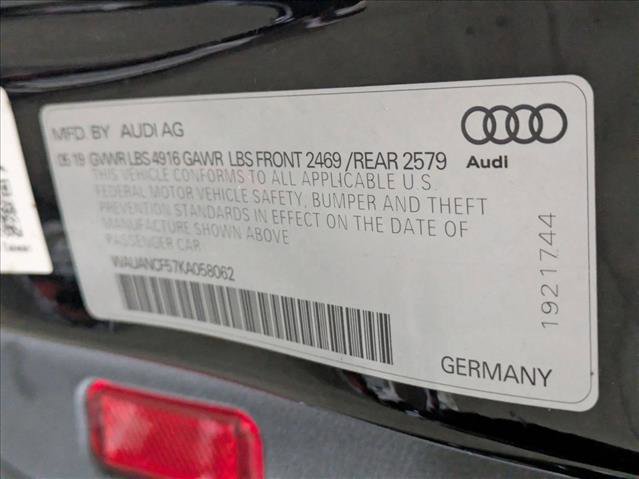 MFD. BY AUDI AG
05 19 GVWR LBS 4916 GAWR LBS FRONT 2469 /REAR 2579
THIS VEHICLE CONFORMS TO ALL APPLICABLE U.S.
FEDERAL MOTOR VEHICLE SAFETY, BUMPER AND THEFT
PREVENTION STANDARDS IN EFFECT ON THE DATE OF
MANUFACTURE SHOWN ABOVE
PASSENGER CAR
WAUANCF57KA058062
Audi
1921744
GERMANY